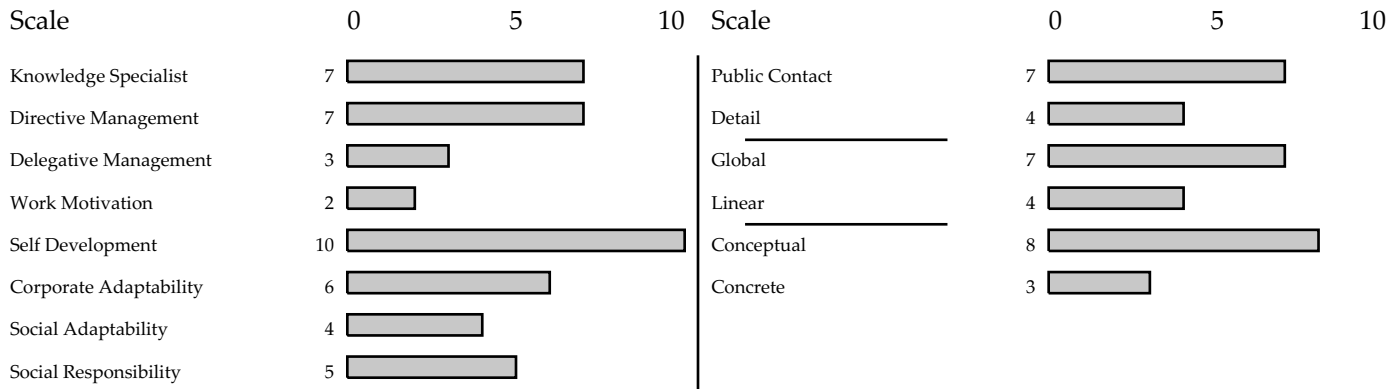 Scale 0 5 10
Knowledge Specialist 7
Directive Management 7
Delegative Management 3
Work Motivation 2
Self Development 10
Corporate Adaptability 6
Social Adaptability 4
Social Responsibility 5
Scale 0 5 10
Public Contact 7
Detail 4
Global 7
Linear 4
Conceptual 8
Concrete 3